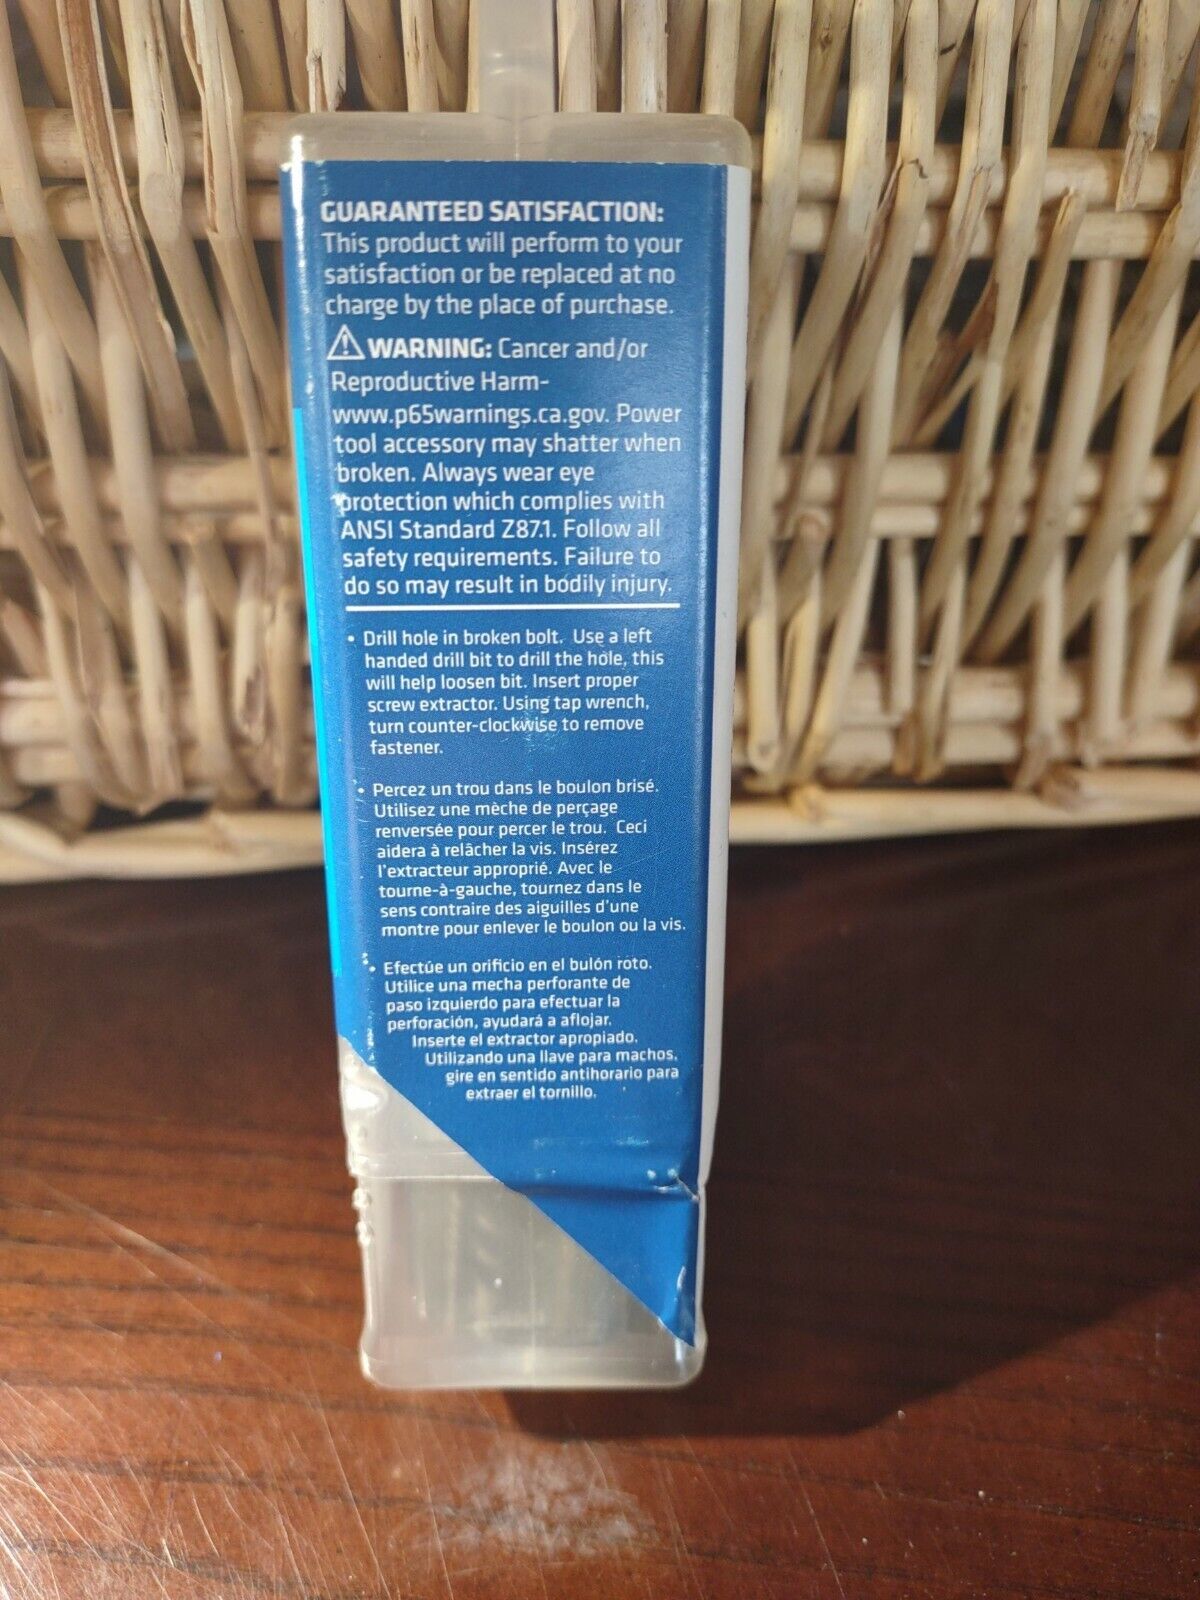 GUARANTEED SATISFACTION:
This product will perform to your
satisfaction or be replaced at no
charge by the place of purchase.
⚠ WARNING: Cancer and/or
Reproductive Harm-
www.p65warnings.ca.gov. Power
tool accessory may shatter when
broken. Always wear eye
protection which complies with
ANSI Standard Z87.1. Follow all
safety requirements. Failure to
do so may result in bodily injury.
• Drill hole in broken bolt. Use a left
handed drill bit to drill the hole, this
will help loosen bit. Insert proper
screw extractor. Using tap wrench,
turn counter-clockwise to remove
fastener.
• Percez un trou dans le boulon brisé.
Utilisez une mèche de perçage
renversée pour percer le trou. Ceci
aidera à relâcher la vis. Insérez
l'extracteur approprié. Avec le
tourne-à-gauche, tournez dans le
sens contraire des aiguilles d'une
montre pour enlever le boulon ou la vis.
• Efectúe un orificio en el bulón roto.
Utilice una mecha perforante de
paso izquierdo para efectuar la
perforación, ayudará a aflojar.
Inserte el extractor apropiado.
Utilizando una llave para machos,
gire en sentido antihorario para
extraer el tornillo.